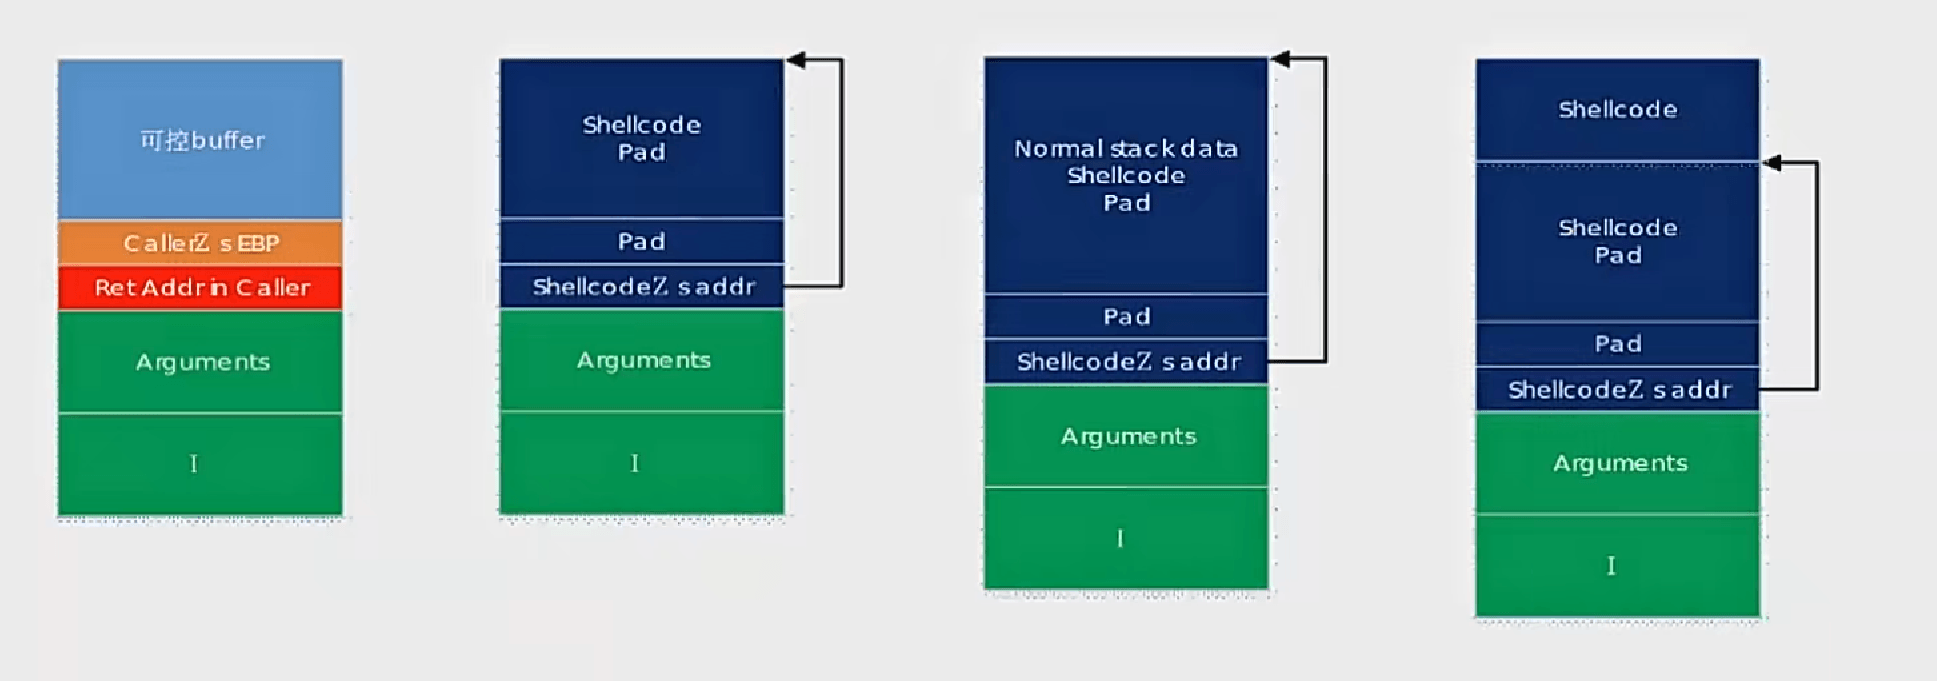 可控buffer
CallerZ s EBP
Ret Addr in Caller
Arguments
I
Shellcode
Pad
Pad
ShellcodeZ s addr
Arguments
I
Normal stack data
Shellcode
Pad
Pad
ShellcodeZ s addr
Arguments
I
Shellcode
Shellcode
Pad
Pad
ShellcodeZ s addr
Arguments
I